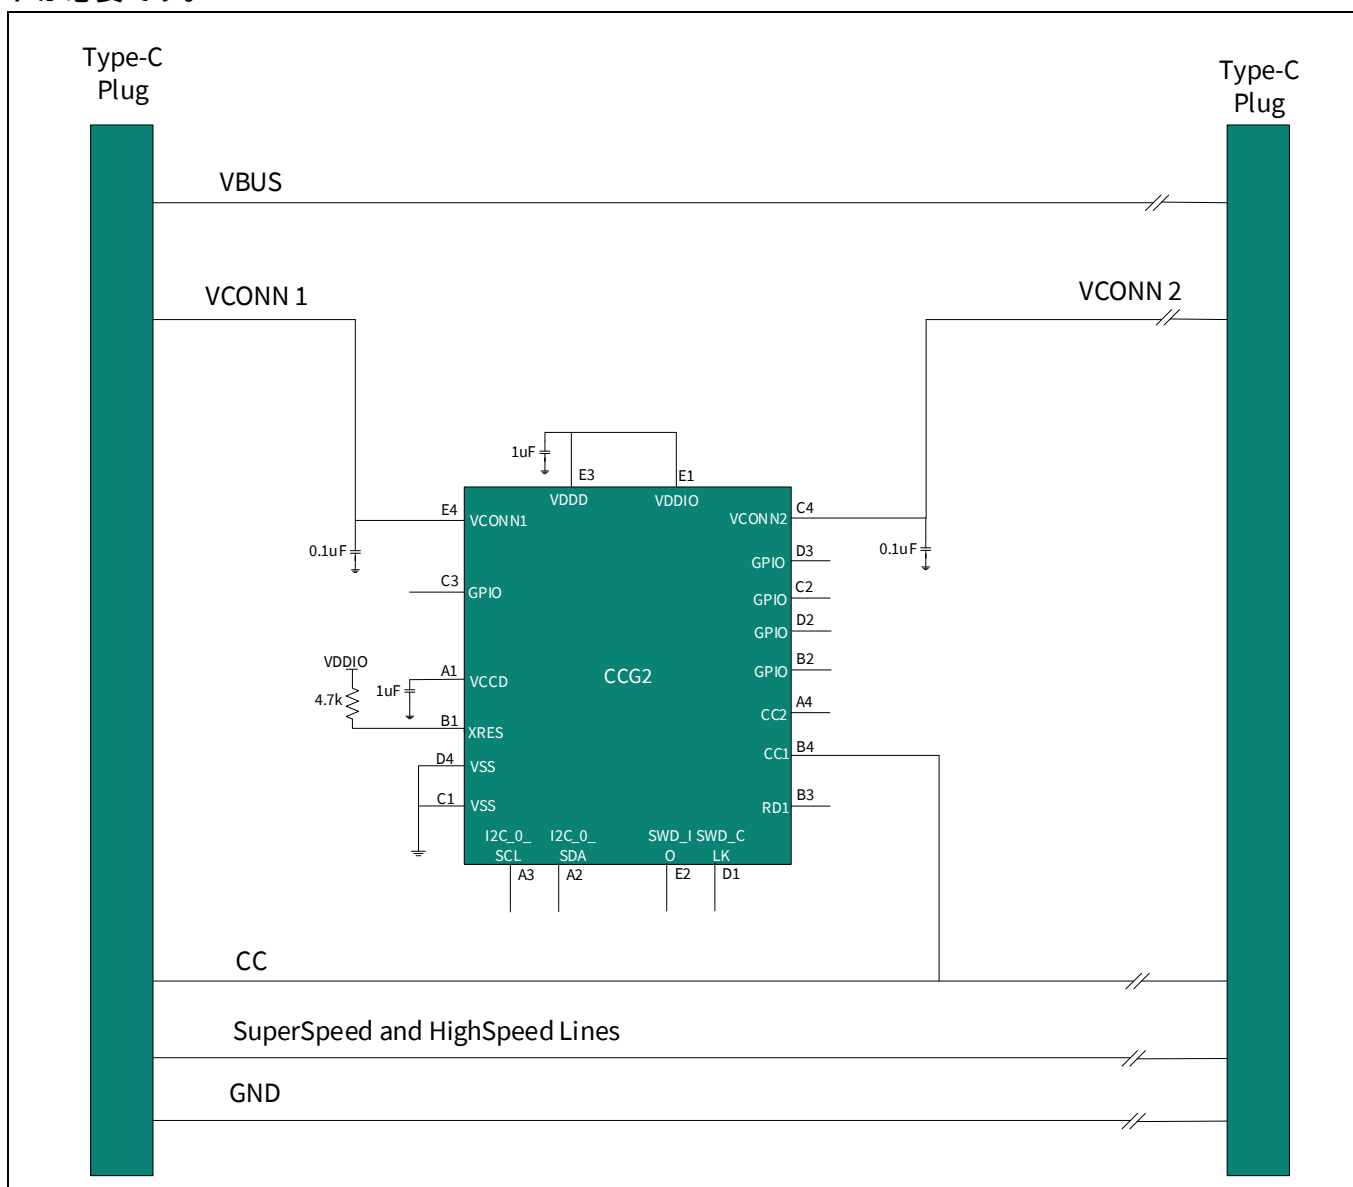 Type-C
Plug
Type-C
Plug
VBUS
VCONN 1
VCONN 2
1uF
E3
E1
VDDD
VDDIO
E4
VCONN1
C4
VCONN2
0.1uF
0.1uF
D3
GPIO
C3
GPIO
C2
GPIO
D2
GPIO
B2
GPIO
VDDIO
4.7k
1uF
A1
VCCD
CCG2
A4
CC2
B1
XRES
B4
CC1
D4
VSS
C1
VSS
B3
RD1
I2C_0_
SCL
I2C_0_
SDA
SWD_I
O
SWD_C
LK
A3
A2
E2
D1
CC
SuperSpeed and HighSpeed Lines
GND